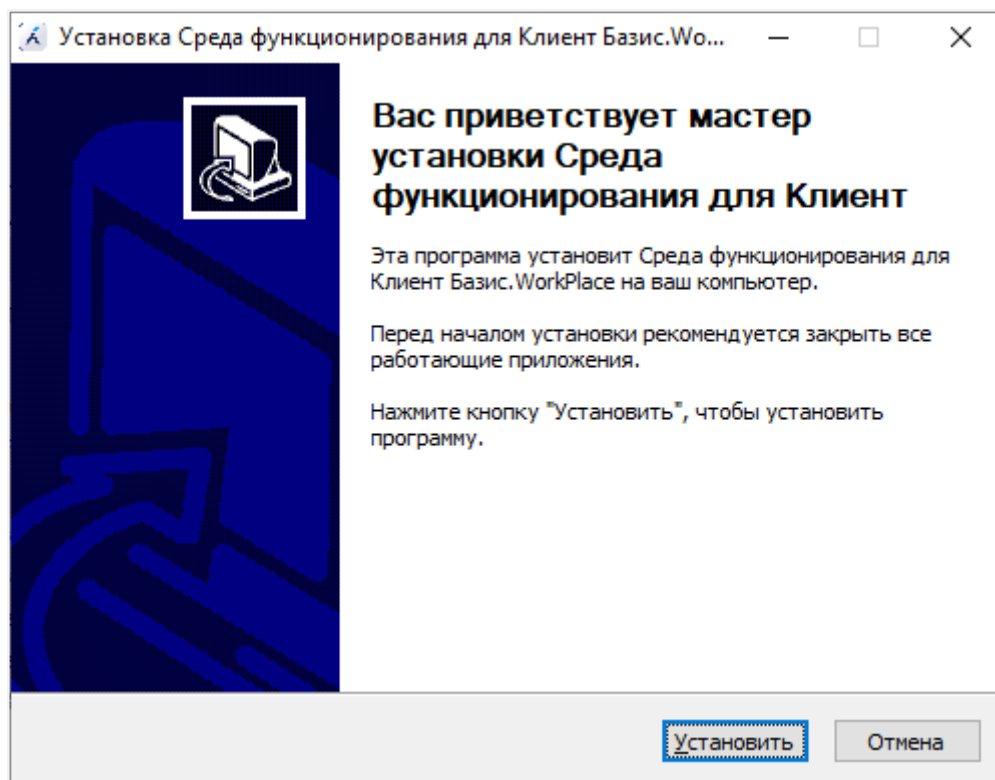 Установка Среда функционирования для Клиент Базис.Wo...
Вас приветствует мастер
установки Среда
функционирования для Клиент
Эта программа установит Среда функционирования для
Клиент Базис.WorkPlace на ваш компьютер.
Перед началом установки рекомендуется закрыть все
работающие приложения.
Нажмите кнопку "Установить", чтобы установить
программу.
Установить
Отмена